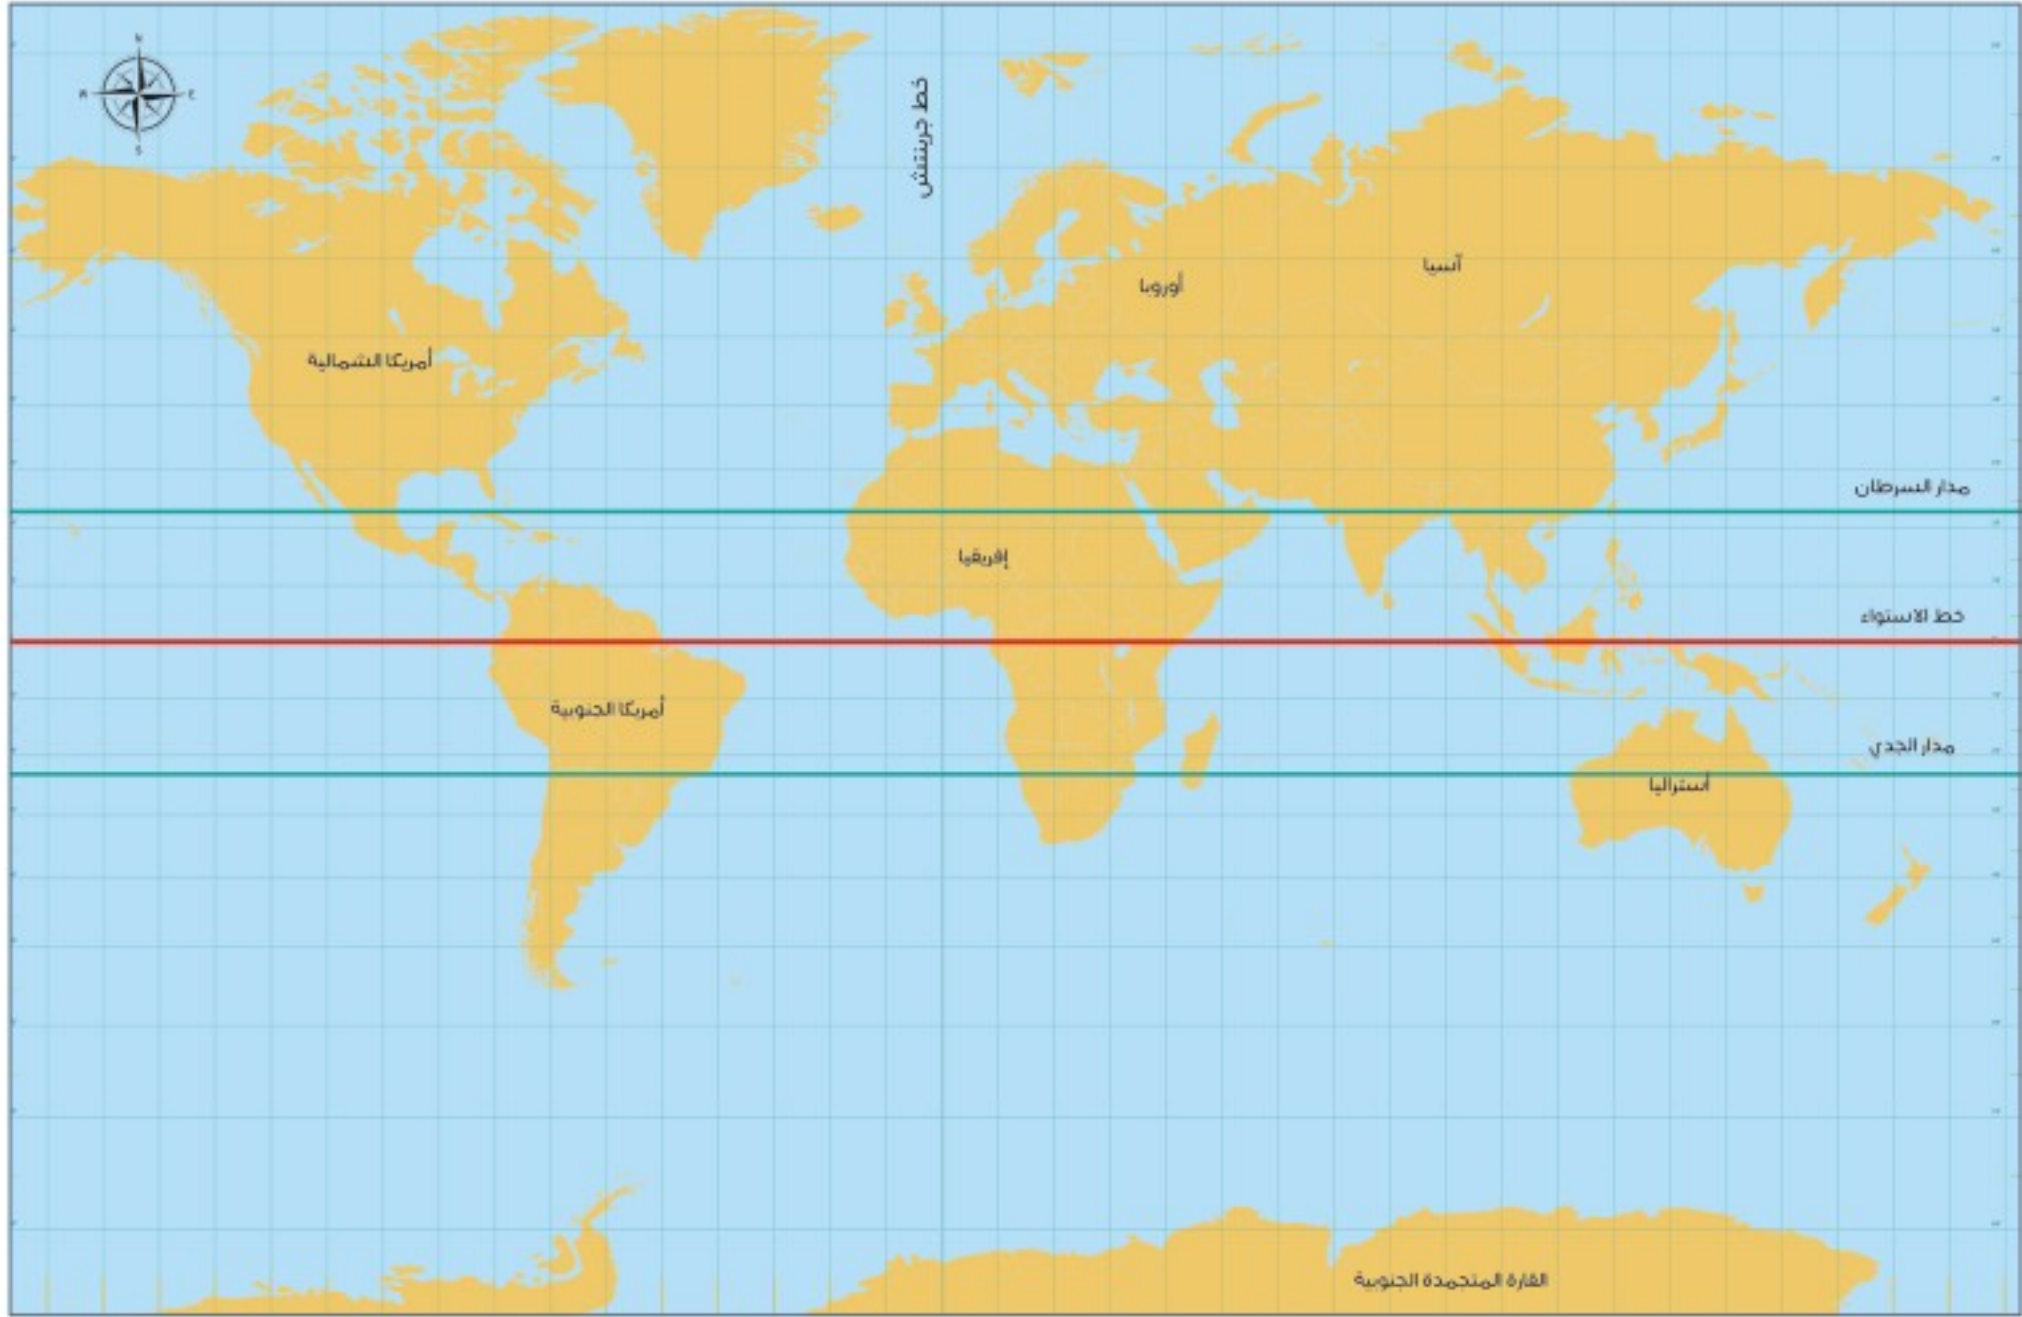 N
W
E
S
خط جرينتش
آسيا
أوروبا
أمريكا الشمالية
مدار السرطان
إفريقيا
خط الاستواء
أمريكا الجنوبية
مدار الجدي
أستراليا
القارة المتجمدة الجنوبية